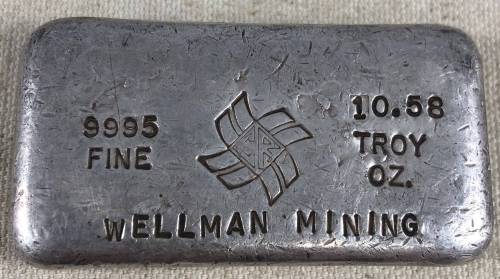 9995
FINE
10.58
TROY
OZ.
WELLMAN MINING